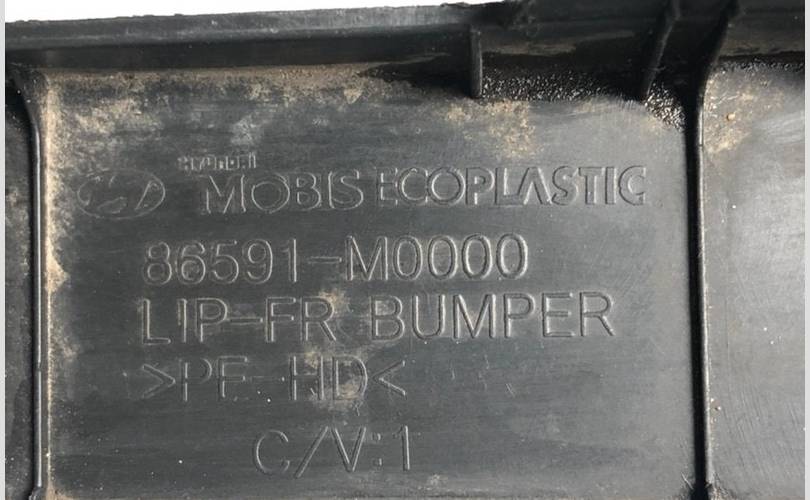 HYUNDAI
MOBIS ECOPLASTIC
86591-M0000
LIP-FR BUMPER
>PE-HD<
C/V:1